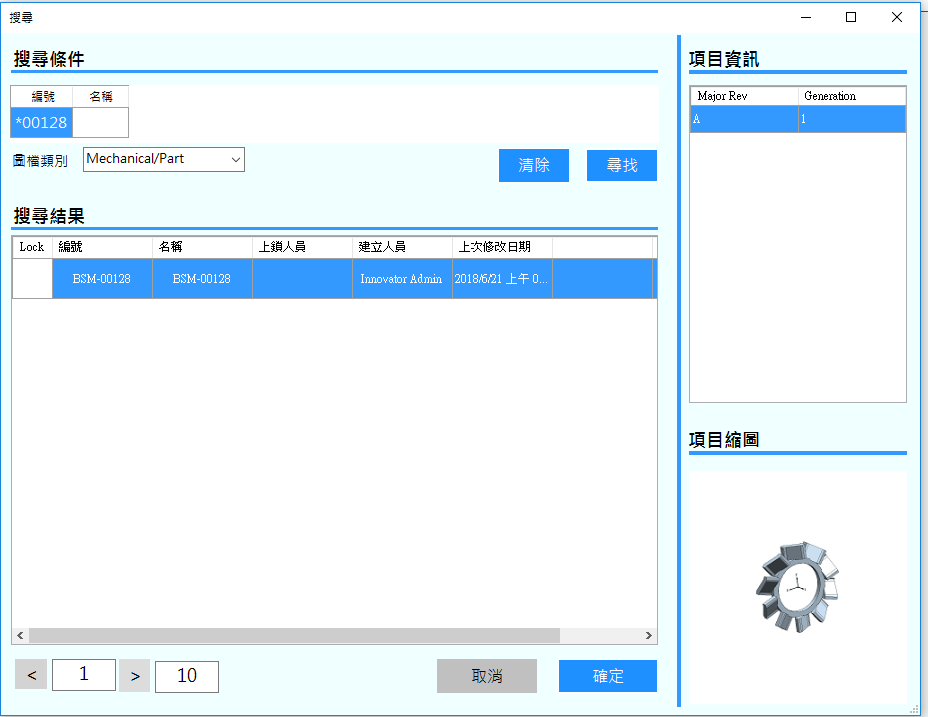 搜尋
搜尋條件
編號 名稱
*00128
圖檔類別 Mechanical/Part
清除 尋找
搜尋結果
Lock 編號 名稱 上鎖人員 建立人員 上次修改日期
BSM-00128 BSM-00128 Innovator Admin 2018/6/21 上午 0...
< 1 > 10
取消 確定
項目資訊
Major Rev Generation
A 1
項目縮圖